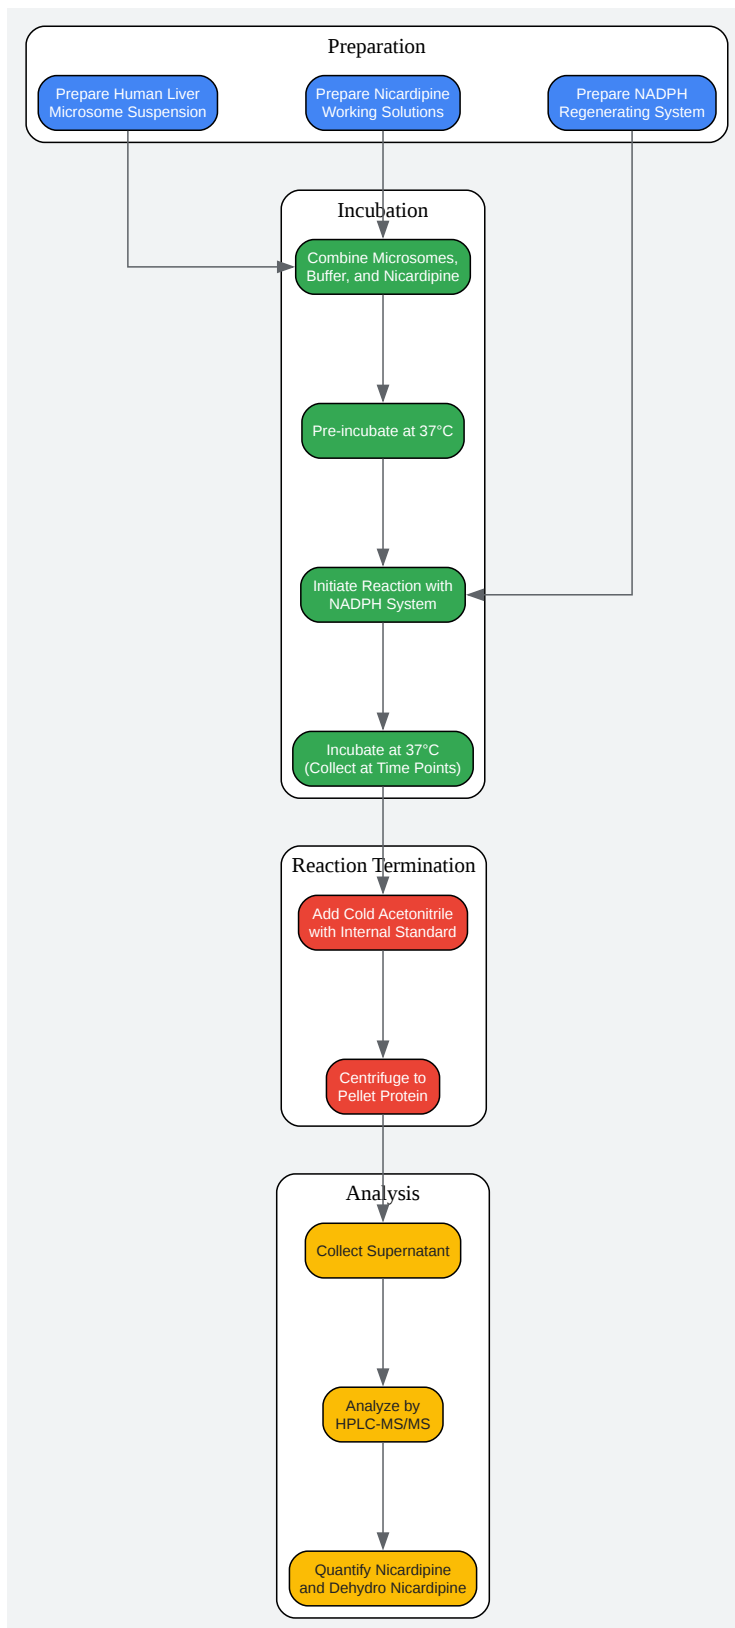 Preparation
Prepare Human Liver
Microsome Suspension
Prepare Nicardipine
Working Solutions
Prepare NADPH
Regenerating System
Incubation
Combine Microsomes,
Buffer, and Nicardipine
Pre-incubate at 37°C
Initiate Reaction with
NADPH System
Incubate at 37°C
(Collect at Time Points)
Reaction Termination
Add Cold Acetonitrile
with Internal Standard
Centrifuge to
Pellet Protein
Analysis
Collect Supernatant
Analyze by
HPLC-MS/MS
Quantify Nicardipine
and Dehydro Nicardipine